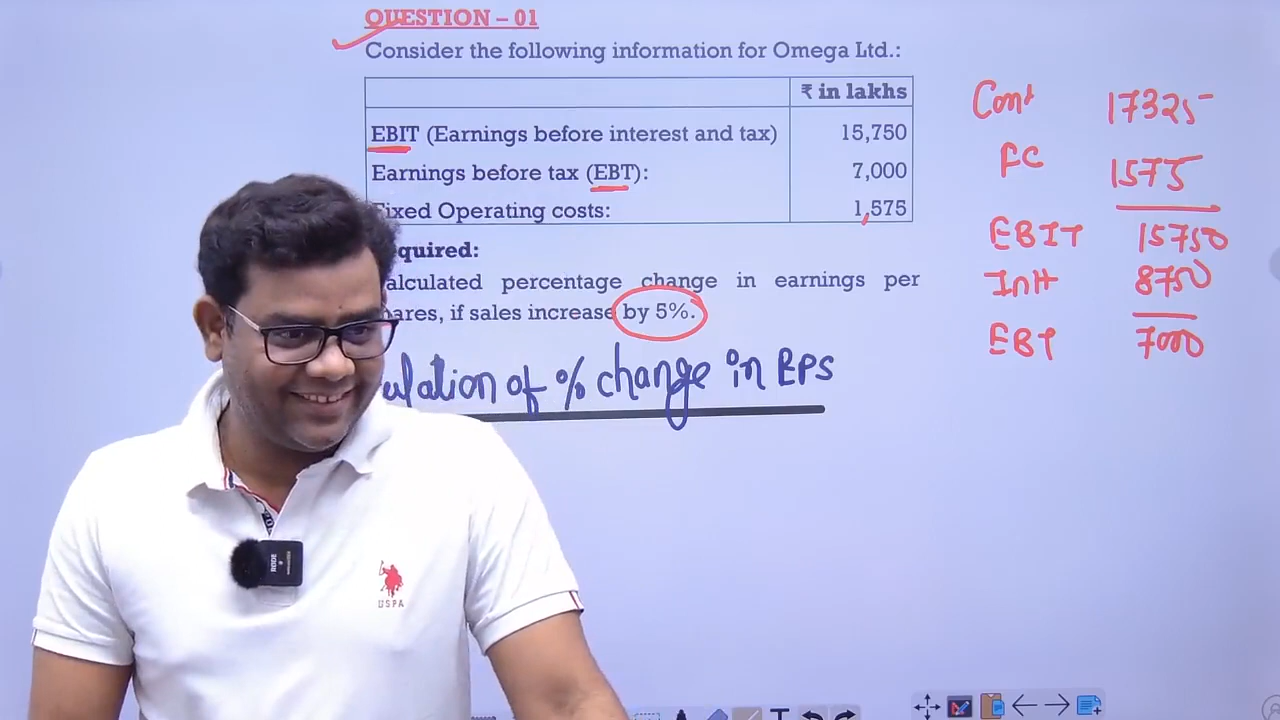 QUESTION – 01
Consider the following information for Omega Ltd.:
₹ in lakhs
EBIT (Earnings before interest and tax) 15,750
Earnings before tax (EBT): 7,000
Fixed Operating costs: 1,575
equired:
alculated percentage change in earnings per
ares, if sales increase by 5%.
ulation of % change in EPS
Cont 17325
FC 1575
EBIT 15750
Int 8750
EBT 7000
RODE
USPA